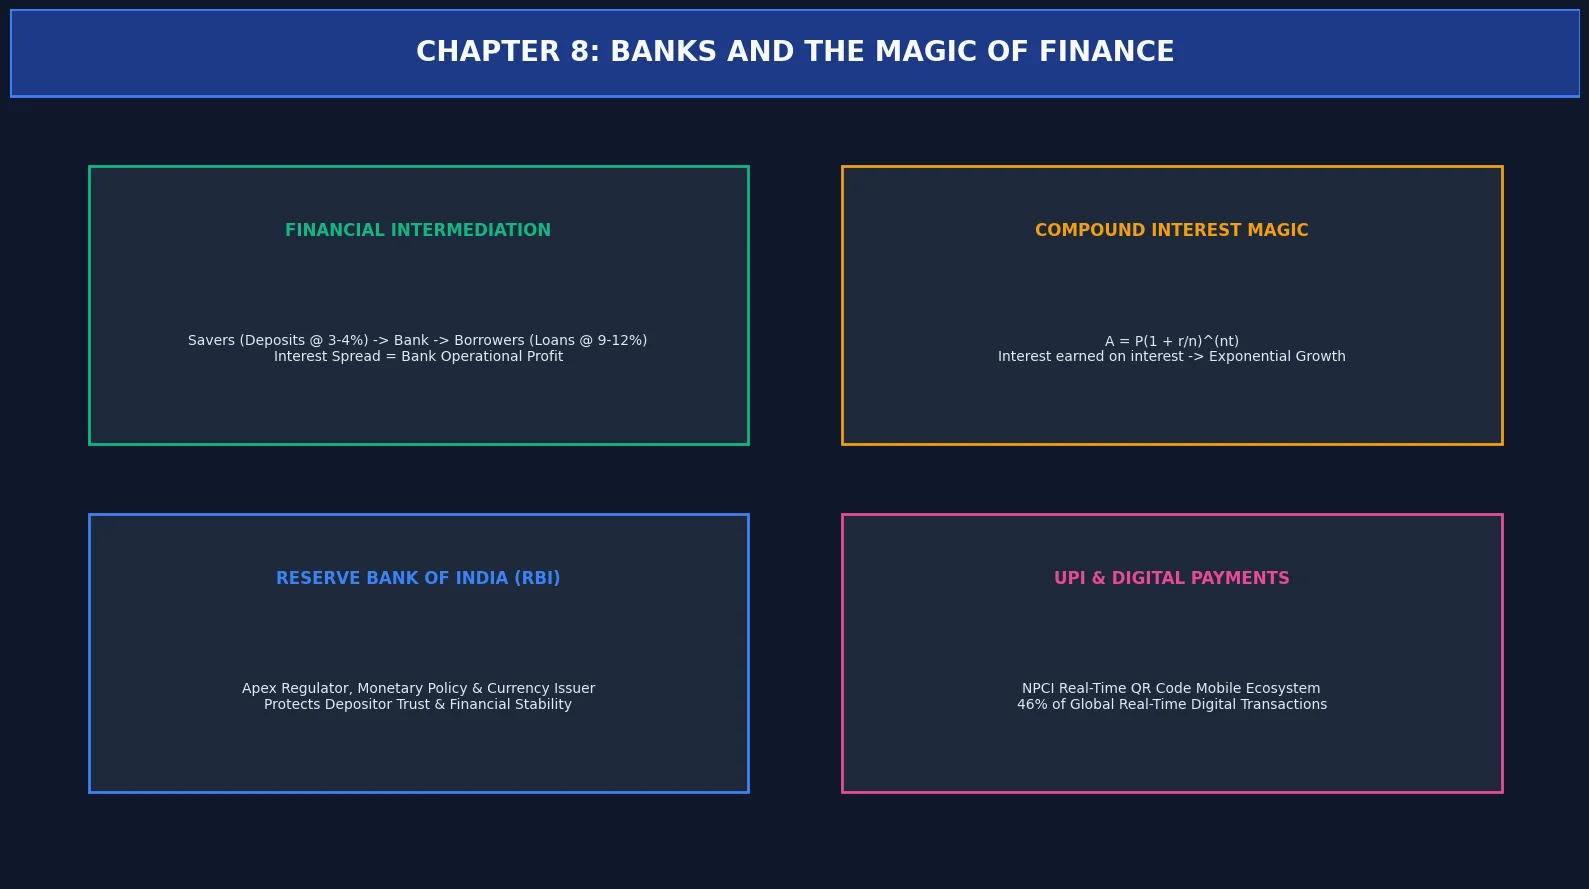 CHAPTER 8: BANKS AND THE MAGIC OF FINANCE
FINANCIAL INTERMEDIATION
Savers (Deposits @ 3-4%) -> Bank -> Borrowers (Loans @ 9-12%)
Interest Spread = Bank Operational Profit
COMPOUND INTEREST MAGIC
A = P(1 + r/n)^(nt)
Interest earned on interest -> Exponential Growth
RESERVE BANK OF INDIA (RBI)
Apex Regulator, Monetary Policy & Currency Issuer
Protects Depositor Trust & Financial Stability
UPI & DIGITAL PAYMENTS
NPCI Real-Time QR Code Mobile Ecosystem
46% of Global Real-Time Digital Transactions